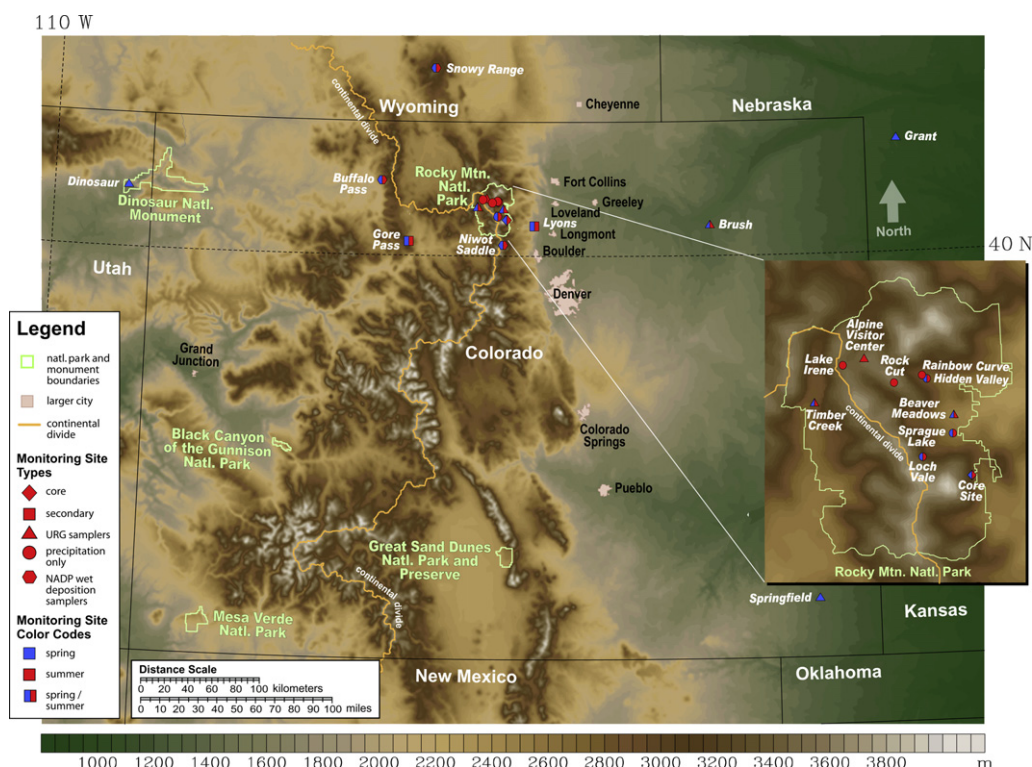 110 W
Snowy Range
Wyoming
continental divide
Cheyenne
Nebraska
Grant
Dinosaur
Dinosaur Natl.
Monument
Buffalo
Pass
Rocky Mtn.
Natl.
Park
Fort Collins
Greeley
Loveland
Lyons
Longmont
Brush
North
Gore
Pass
Niwot
Saddle
Boulder
40 N
Utah
Denver
Grand
Junction
Colorado
Colorado
Springs
Black Canyon
of the Gunnison
Natl. Park
Pueblo
Great Sand Dunes
Natl. Park and
Preserve
continental
divide
Mesa Verde
Natl. Park
Springfield
Kansas
New Mexico
Oklahoma
Legend
natl. park and
monument
boundaries
larger city
continental
divide
Monitoring Site
Types
core
secondary
URG samplers
precipitation
only
NADP wet
deposition
samplers
Monitoring Site
Color Codes
spring
summer
spring /
summer
Distance Scale
0 20 40 60 80 100 kilometers
0 10 20 30 40 50 60 70 80 90 100 miles
Alpine
Visitor
Center
Lake
Irene
Rock
Cut
Rainbow Curve
Hidden Valley
Timber
Creek
continental divide
Beaver
Meadows
Sprague
Lake
Loch
Vale
Core
Site
Rocky Mtn. Natl. Park
1000 1200 1400 1600 1800 2000 2200 2400 2600 2800 3000 3200 3400 3600 3800 m